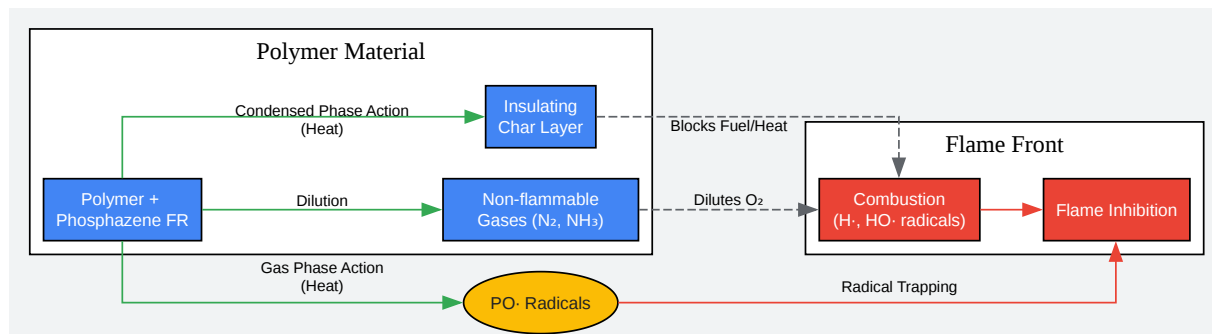 Polymer Material
Condensed Phase Action
(Heat)
Insulating
Char Layer
Blocks Fuel/Heat
Flame Front
Polymer +
Phosphazene FR
Dilution
Non-flammable
Gases (N₂, NH₃)
Dilutes O₂
Combustion
(H·, HO· radicals)
Flame Inhibition
Gas Phase Action
(Heat)
PO· Radicals
Radical Trapping